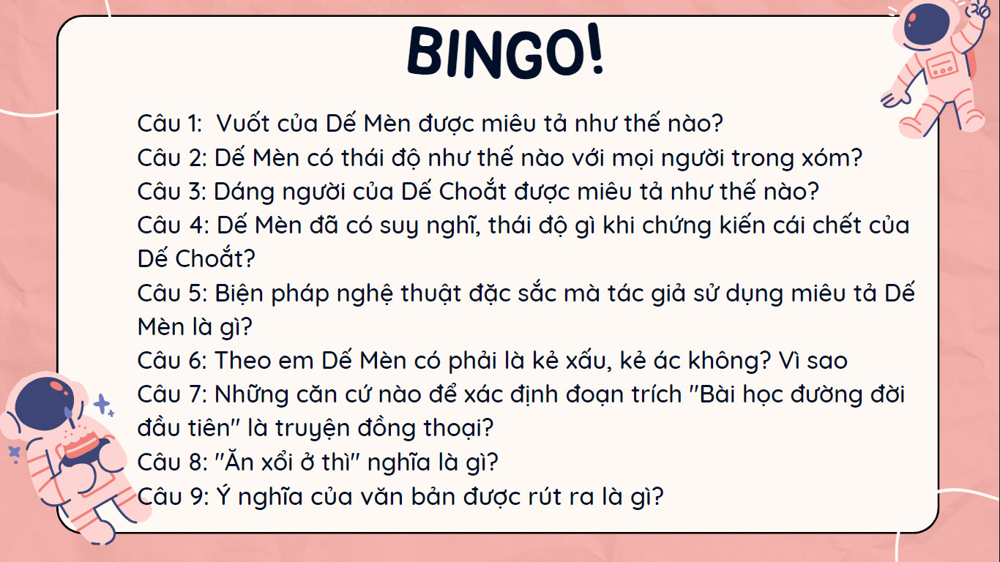 BINGO!
Câu 1: Vuốt của Dế Mèn được miêu tả như thế nào?
Câu 2: Dế Mèn có thái độ như thế nào với mọi người trong xóm?
Câu 3: Dáng người của Dế Choắt được miêu tả như thế nào?
Câu 4: Dế Mèn đã có suy nghĩ, thái độ gì khi chứng kiến cái chết của
Dế Choắt?
Câu 5: Biện pháp nghệ thuật đặc sắc mà tác giả sử dụng miêu tả Dế
Mèn là gì?
Câu 6: Theo em Dế Mèn có phải là kẻ xấu, kẻ ác không? Vì sao
Câu 7: Những căn cứ nào để xác định đoạn trích "Bài học đường đời
đầu tiên" là truyện đồng thoại?
Câu 8: "Ăn xổi ở thì" nghĩa là gì?
Câu 9: Ý nghĩa của văn bản được rút ra là gì?